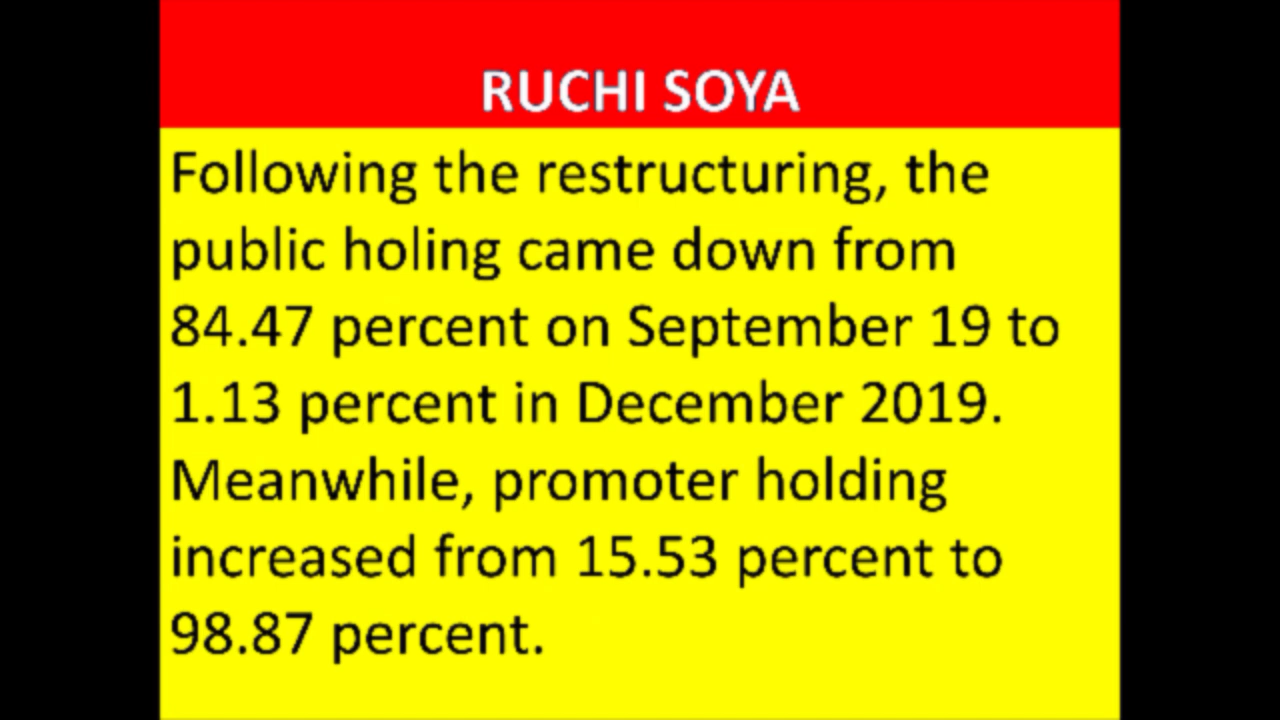 RUCHI SOYA
Following the restructuring, the
public holing came down from
84.47 percent on September 19 to
1.13 percent in December 2019.
Meanwhile, promoter holding
increased from 15.53 percent to
98.87 percent.